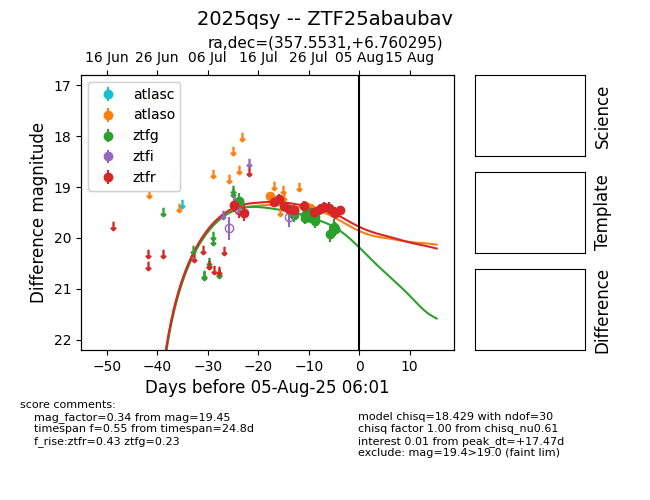 2025qsy -- ZTF25abaubav
ra,dec=(357.5531,+6.760295)
16 Jun 26 Jun 06 Jul 16 Jul 26 Jul 05 Aug 15 Aug
17
18
19
20
21
22
Difference magnitude
atlasc
atlaso
ztfg
ztfi
ztfr
−50 −40 −30 −20 −10 0 10
Days before 05-Aug-25 06:01
Science
Template
Difference
score comments:
mag_factor=0.34 from mag=19.45
timespan f=0.55 from timespan=24.8d
f_rise:ztfr=0.43 ztfg=0.23
model chisq=18.429 with ndof=30
chisq factor 1.00 from chisq_nu0.61
interest 0.01 from peak_dt=+17.47d
exclude: mag=19.4>19.0 (faint lim)